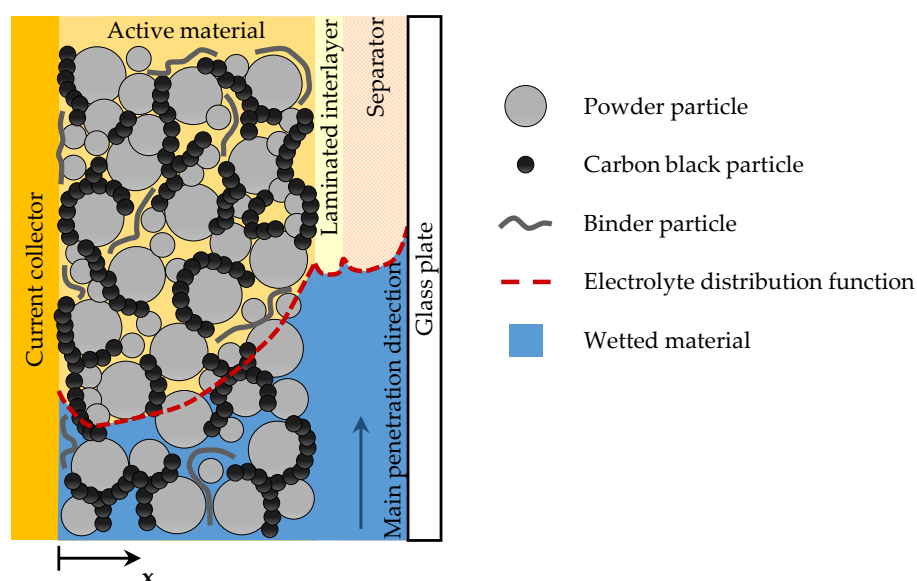 Active material
Current collector
Laminated interlayer
Separator
Main penetration direction
Glass plate
x
Powder particle
Carbon black particle
Binder particle
Electrolyte distribution function
Wetted material